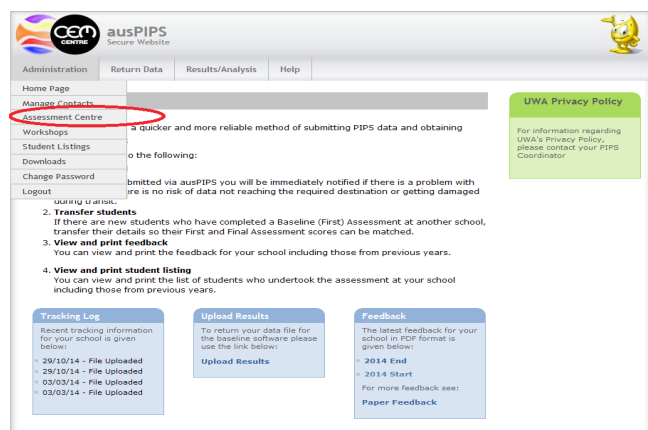 CEM
CENTRE
ausPIPS
Secure Website
Administration Return Data Results/Analysis Help
Home Page
Manage Contacts
Assessment Centre
Workshops
Student Listings
Downloads
Change Password
Logout
a quicker and more reliable method of submitting PIPS data and obtaining
o the following:
bmitted via ausPIPS you will be immediately notified if there is a problem with
ere is no risk of data not reaching the required destination or getting damaged
during transit.
2. Transfer students
If there are new students who have completed a Baseline (First) Assessment at another school,
transfer their details so their First and Final Assessment scores can be matched.
3. View and print feedback
You can view and print the feedback for your school including those from previous years.
4. View and print student listing
You can view and print the list of students who undertook the assessment at your school
including those from previous years.
UWA Privacy Policy
For information regarding
UWA's Privacy Policy,
please contact your PIPS
Coordinator
Tracking Log
Recent tracking information
for your school is given
below:
29/10/14 - File Uploaded
29/10/14 - File Uploaded
03/03/14 - File Uploaded
03/03/14 - File Uploaded
Upload Results
To return your data file for
the baseline software please
use the link below:
Upload Results
Feedback
The latest feedback for your
school in PDF format is
given below:
2014 End
2014 Start
For more feedback see:
Paper Feedback